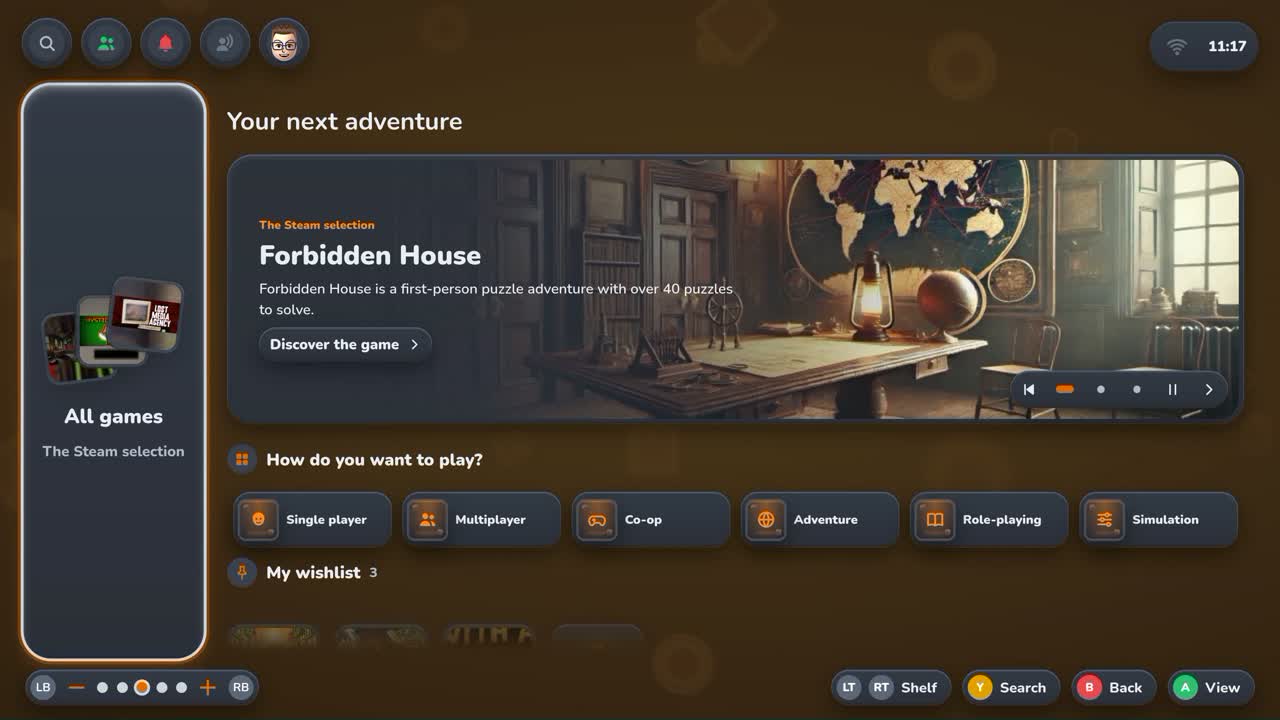 11:17
Your next adventure
The Steam selection
Forbidden House
Forbidden House is a first-person puzzle adventure with over 40 puzzles
to solve.
Discover the game
LOST
MEDIA
AGENCY
All games
The Steam selection
How do you want to play?
Single player
Multiplayer
Co-op
Adventure
Role-playing
Simulation
My wishlist 3
LB
RB
LT RT Shelf
Y Search
B Back
A View